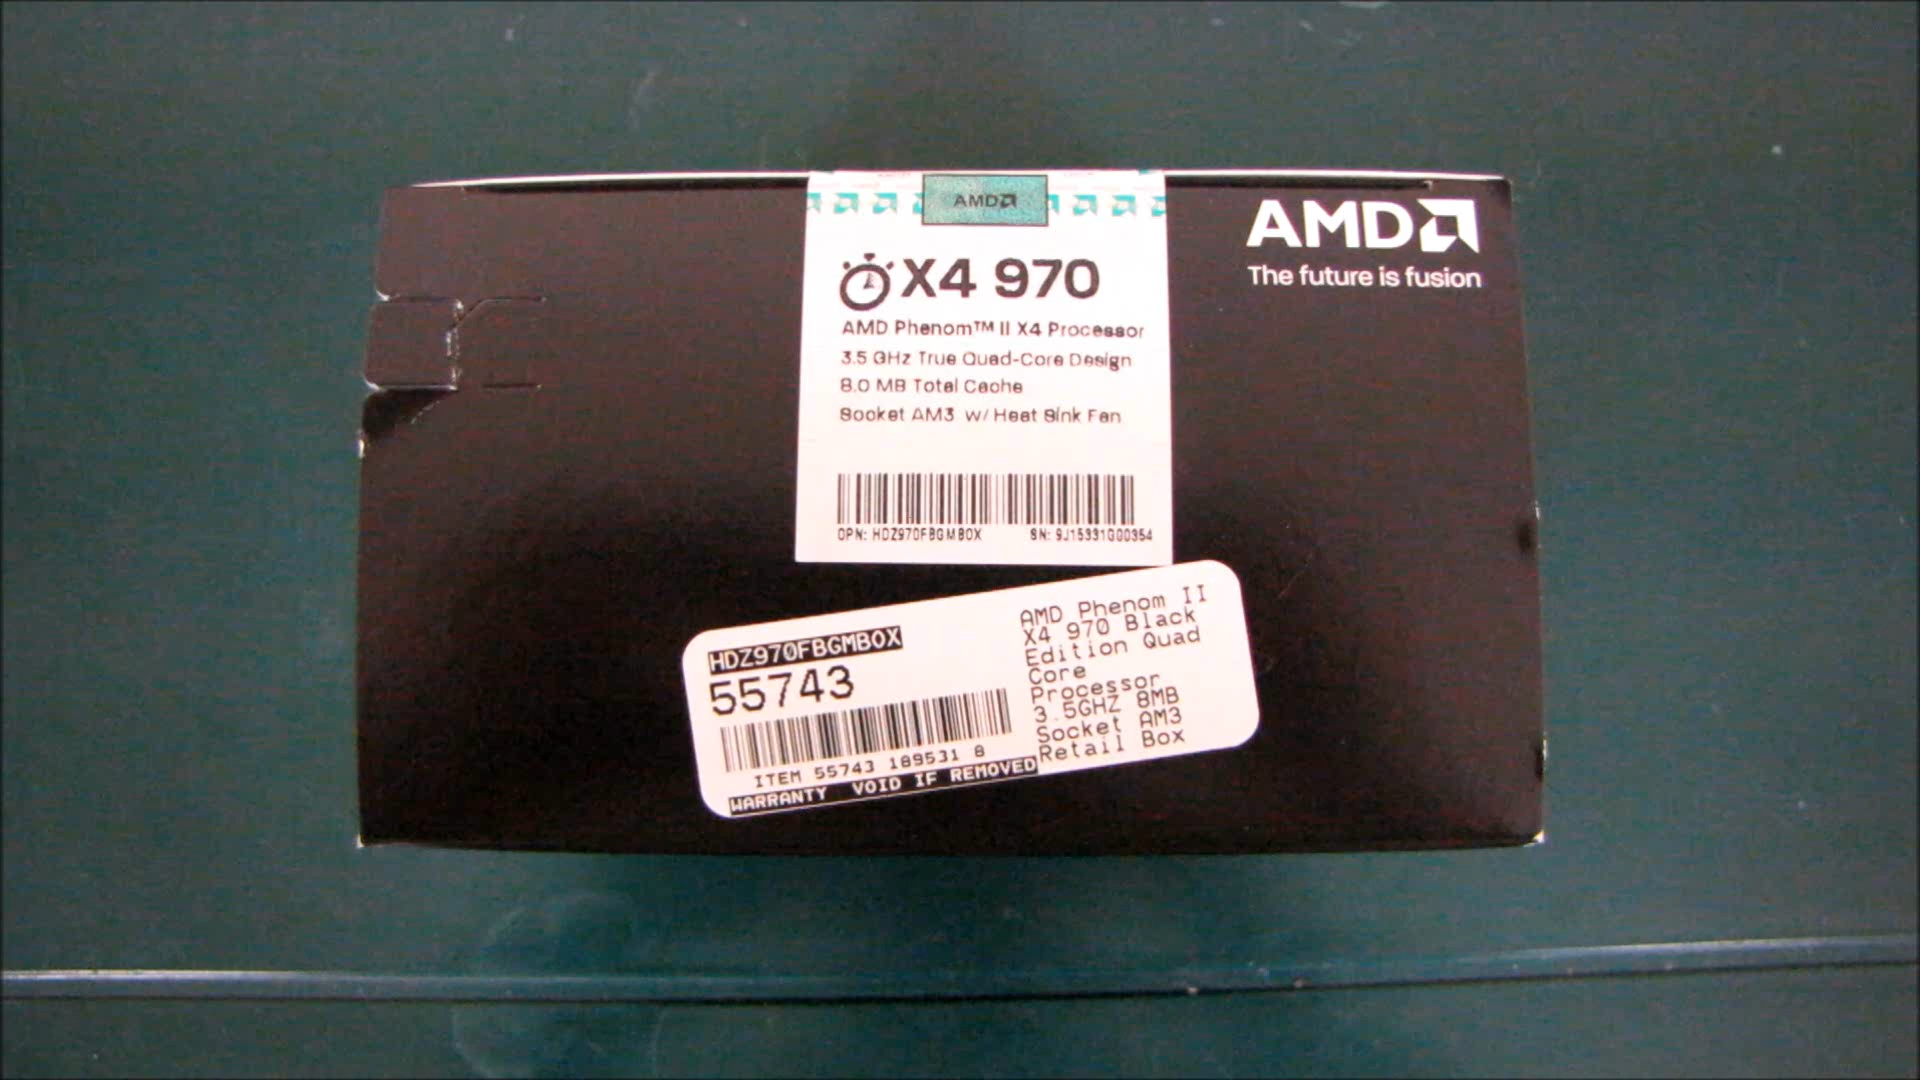 AMD
AMD
The future is fusion
X4 970
AMD Phenom™ II X4 Processor
3.5 GHz True Quad-Core Design
8.0 MB Total Cache
Socket AM3 w/ Heat Sink Fan
OPN: HDZ970FBGMBOX SN: 9J15331G00354
HDZ970FBGMBOX
55743
ITEM 55743 189531 8
WARRANTY VOID IF REMOVED
AMD Phenom II
X4 970 Black
Edition Quad
Core
Processor
3.5GHZ 8MB
Socket AM3
Retail Box